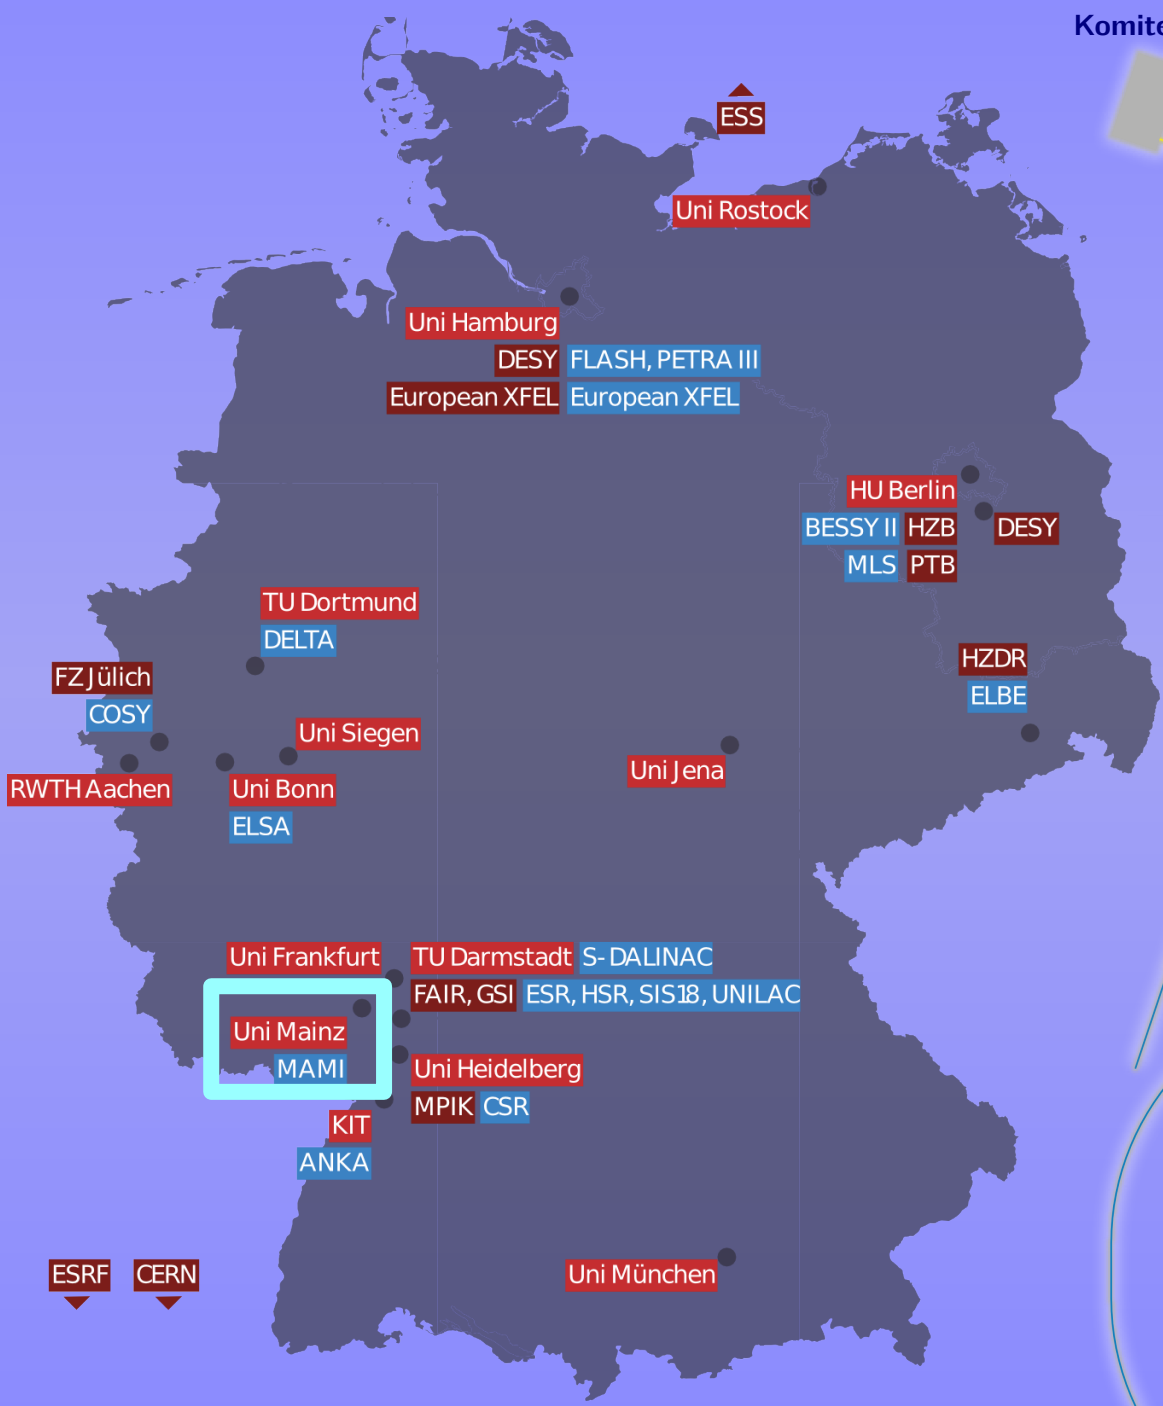 Komite
ESS
Uni Rostock
Uni Hamburg
DESY FLASH, PETRA III
European XFEL European XFEL
HU Berlin
BESSY II HZB DESY
MLS PTB
TU Dortmund
DELTA
HZDR
ELBE
FZ Jülich
COSY
Uni Siegen
Uni Jena
RWTH Aachen
Uni Bonn
ELSA
Uni Frankfurt TU Darmstadt S-DALINAC
FAIR, GSI ESR, HSR, SIS18, UNILAC
Uni Mainz
MAMI
Uni Heidelberg
MPIK CSR
KIT
ANKA
ESRF CERN
Uni München